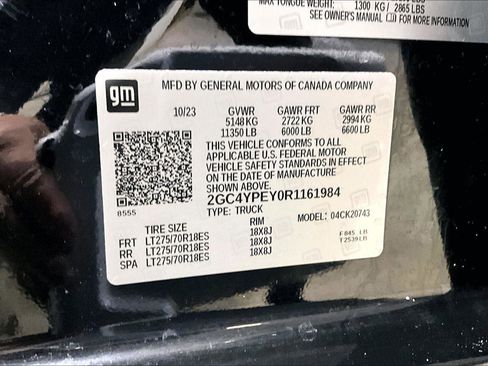 MAX TONGUE WEIGHT: 1300 KG/ 2865 LBS
SEE OWNER'S MANUAL FOR MORE INFORMATION
gm
MFD BY GENERAL MOTORS OF CANADA COMPANY
10/23 GVWR GAWR FRT GAWR RR
5148 KG 2722 KG 2994 KG
11350 LB 6000 LB 6600 LB
THIS VEHICLE CONFORMS TO ALL
APPLICABLE U.S. FEDERAL MOTOR
VEHICLE SAFETY STANDARDS IN EFFECT
ON THE DATE OF MANUFACTURE
SHOWN ABOVE.
2GC4YPEY0R1161984
8555 TYPE: TRUCK MODEL: 04CK20743
TIRE SIZE RIM
FRT LT275/70R18ES 18X8J F 845 LB
RR LT275/70R18ES 18X8J T2539LB
SPA LT275/70R18ES 18X8J